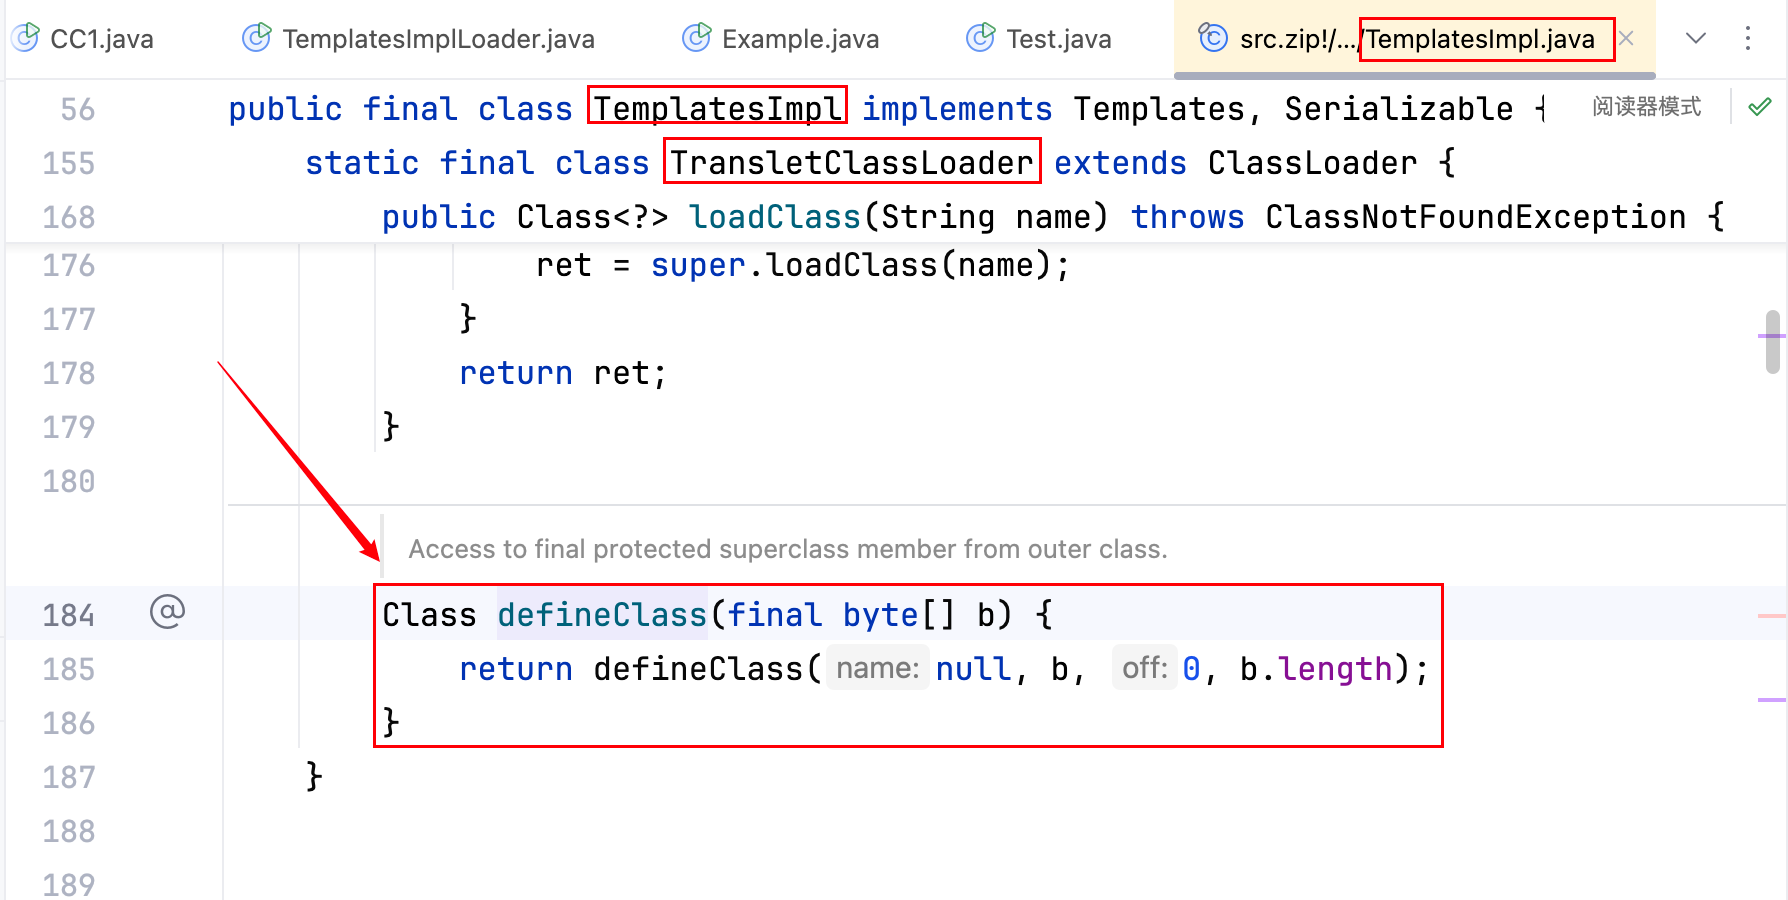 CC1.java TemplatesImplLoader.java Example.java Test.java src.zip!/.../TemplatesImpl.java
56 public final class TemplatesImpl implements Templates, Serializable { 阅读器模式
155 static final class TransletClassLoader extends ClassLoader {
168 public Class<?> loadClass(String name) throws ClassNotFoundException {
176 ret = super.loadClass(name);
177 }
178 return ret;
179 }
180
Access to final protected superclass member from outer class.
184 @ Class defineClass(final byte[] b) {
185 return defineClass( name: null, b, off: 0, b.length);
186 }
187 }
188
189